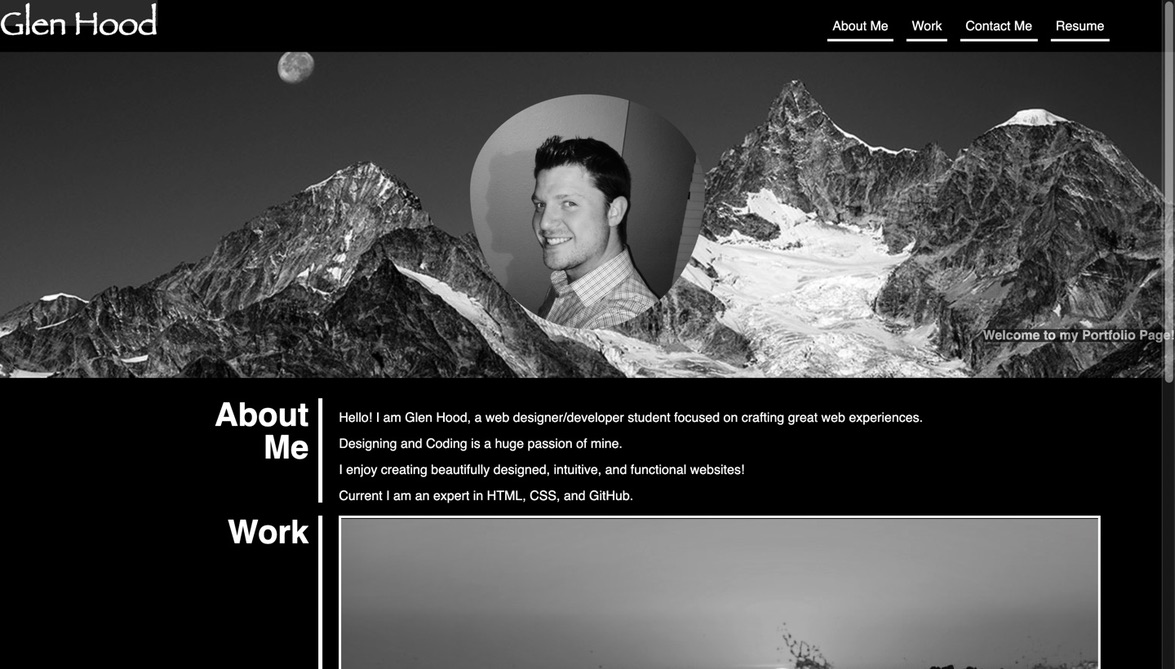 Glen Hood
About Me
Work
Contact Me
Resume
Welcome to my Portfolio Page!
About
Me
Hello! I am Glen Hood, a web designer/developer student focused on crafting great web experiences.
Designing and Coding is a huge passion of mine.
I enjoy creating beautifully designed, intuitive, and functional websites!
Current I am an expert in HTML, CSS, and GitHub.
Work